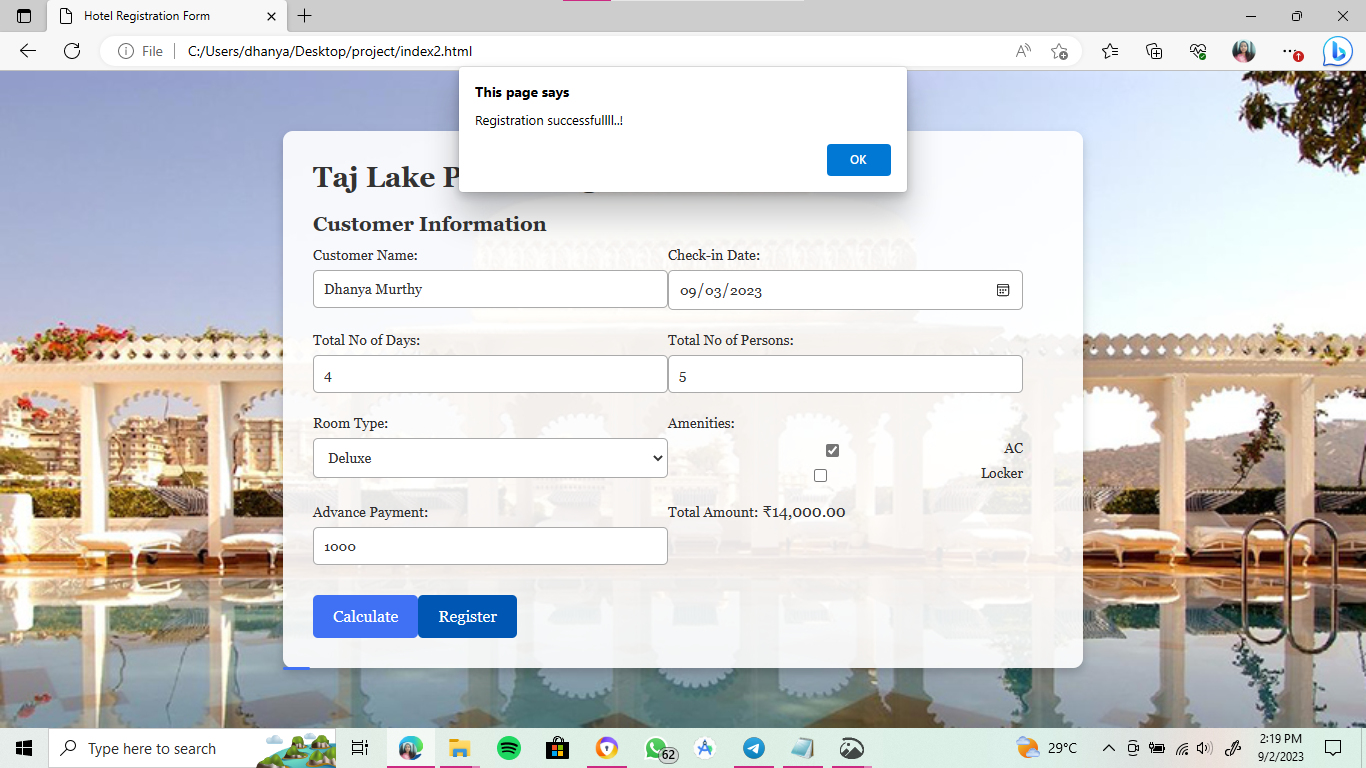 Hotel Registration Form
File
C:/Users/dhanya/Desktop/project/index2.html
This page says
Registration successfullll..!
OK
Taj Lake
Customer Information
Customer Name:
Check-in Date:
Dhanya Murthy
09/03/2023
Total No of Days:
Total No of Persons:
4
5
Room Type:
Amenities:
Deluxe
AC
Locker
Advance Payment:
Total Amount: ₹14,000.00
1000
Calculate
Register
Type here to search
62
29°C
2:19 PM
9/2/2023